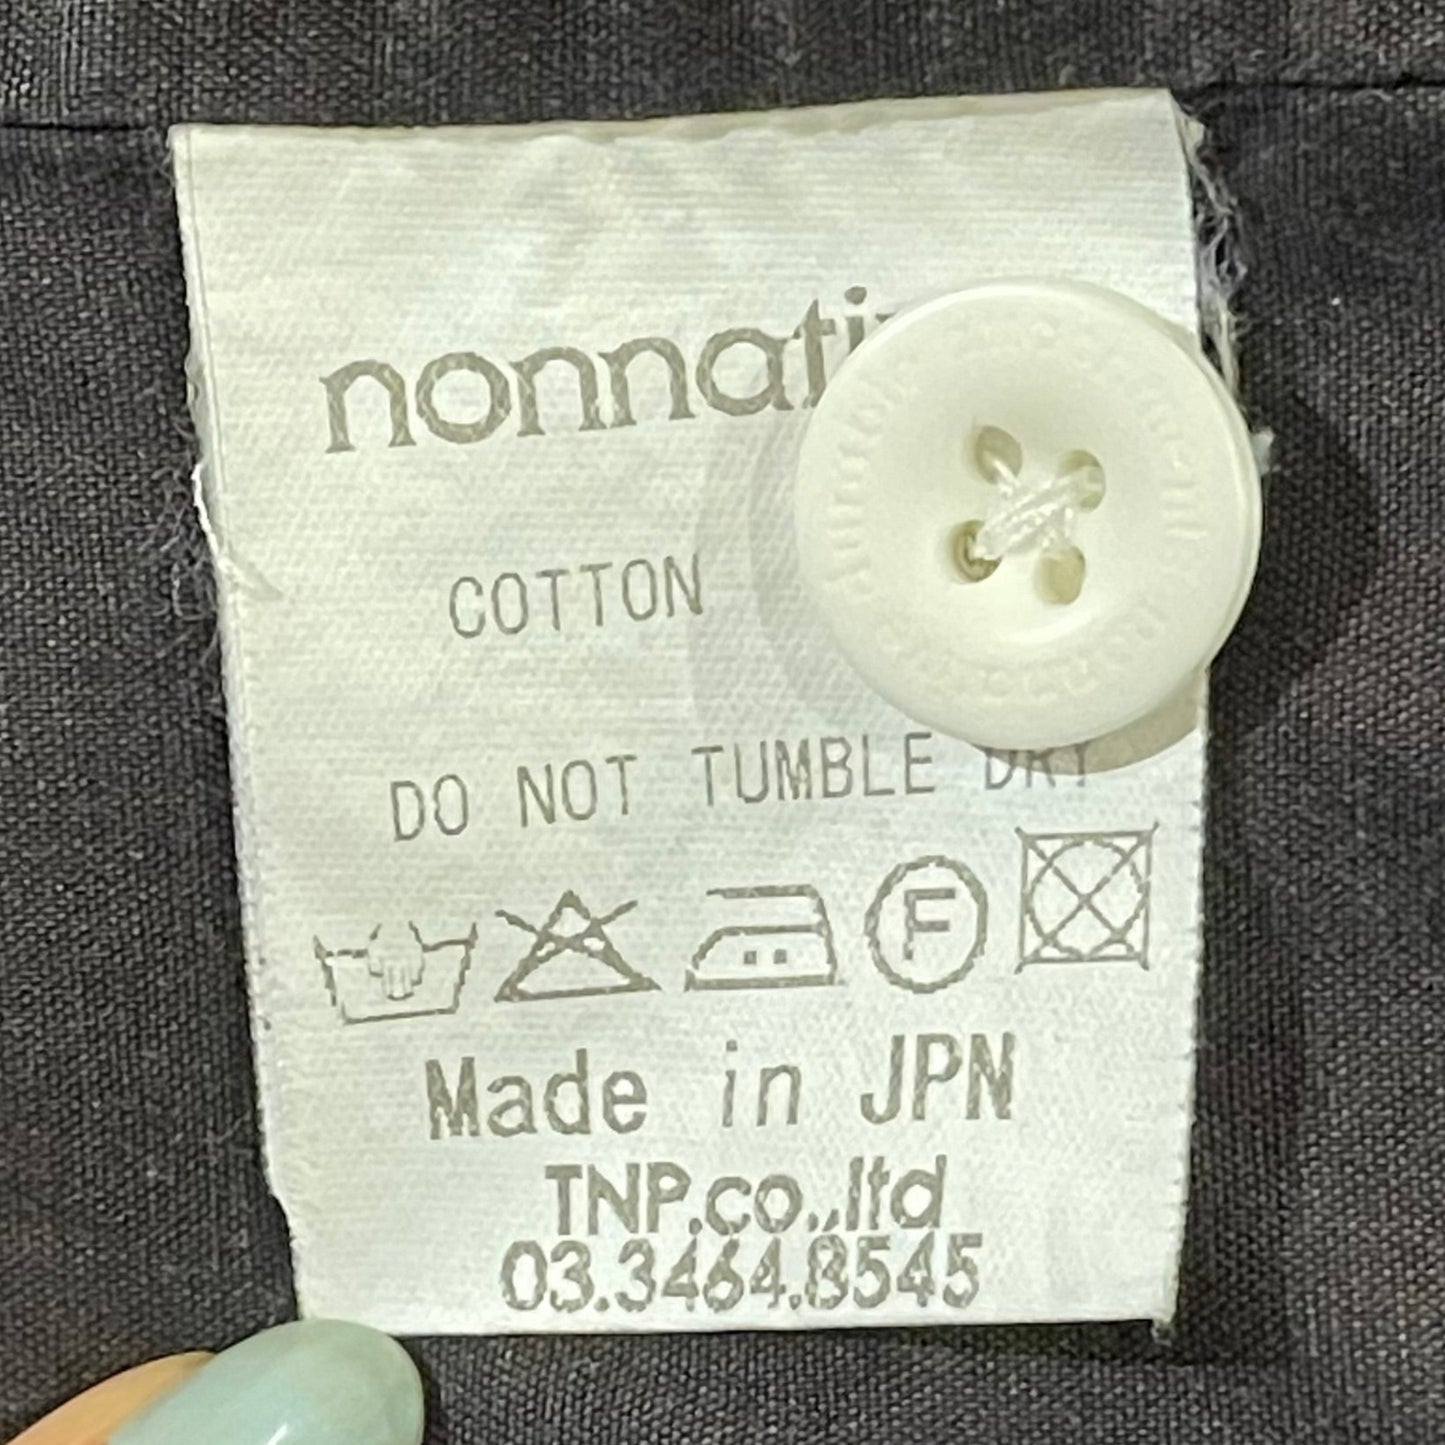 nonnati
COTTON
DO NOT TUMBLE DRY
F
Made in JPN
TNP.co.,ltd
03.3464.8545